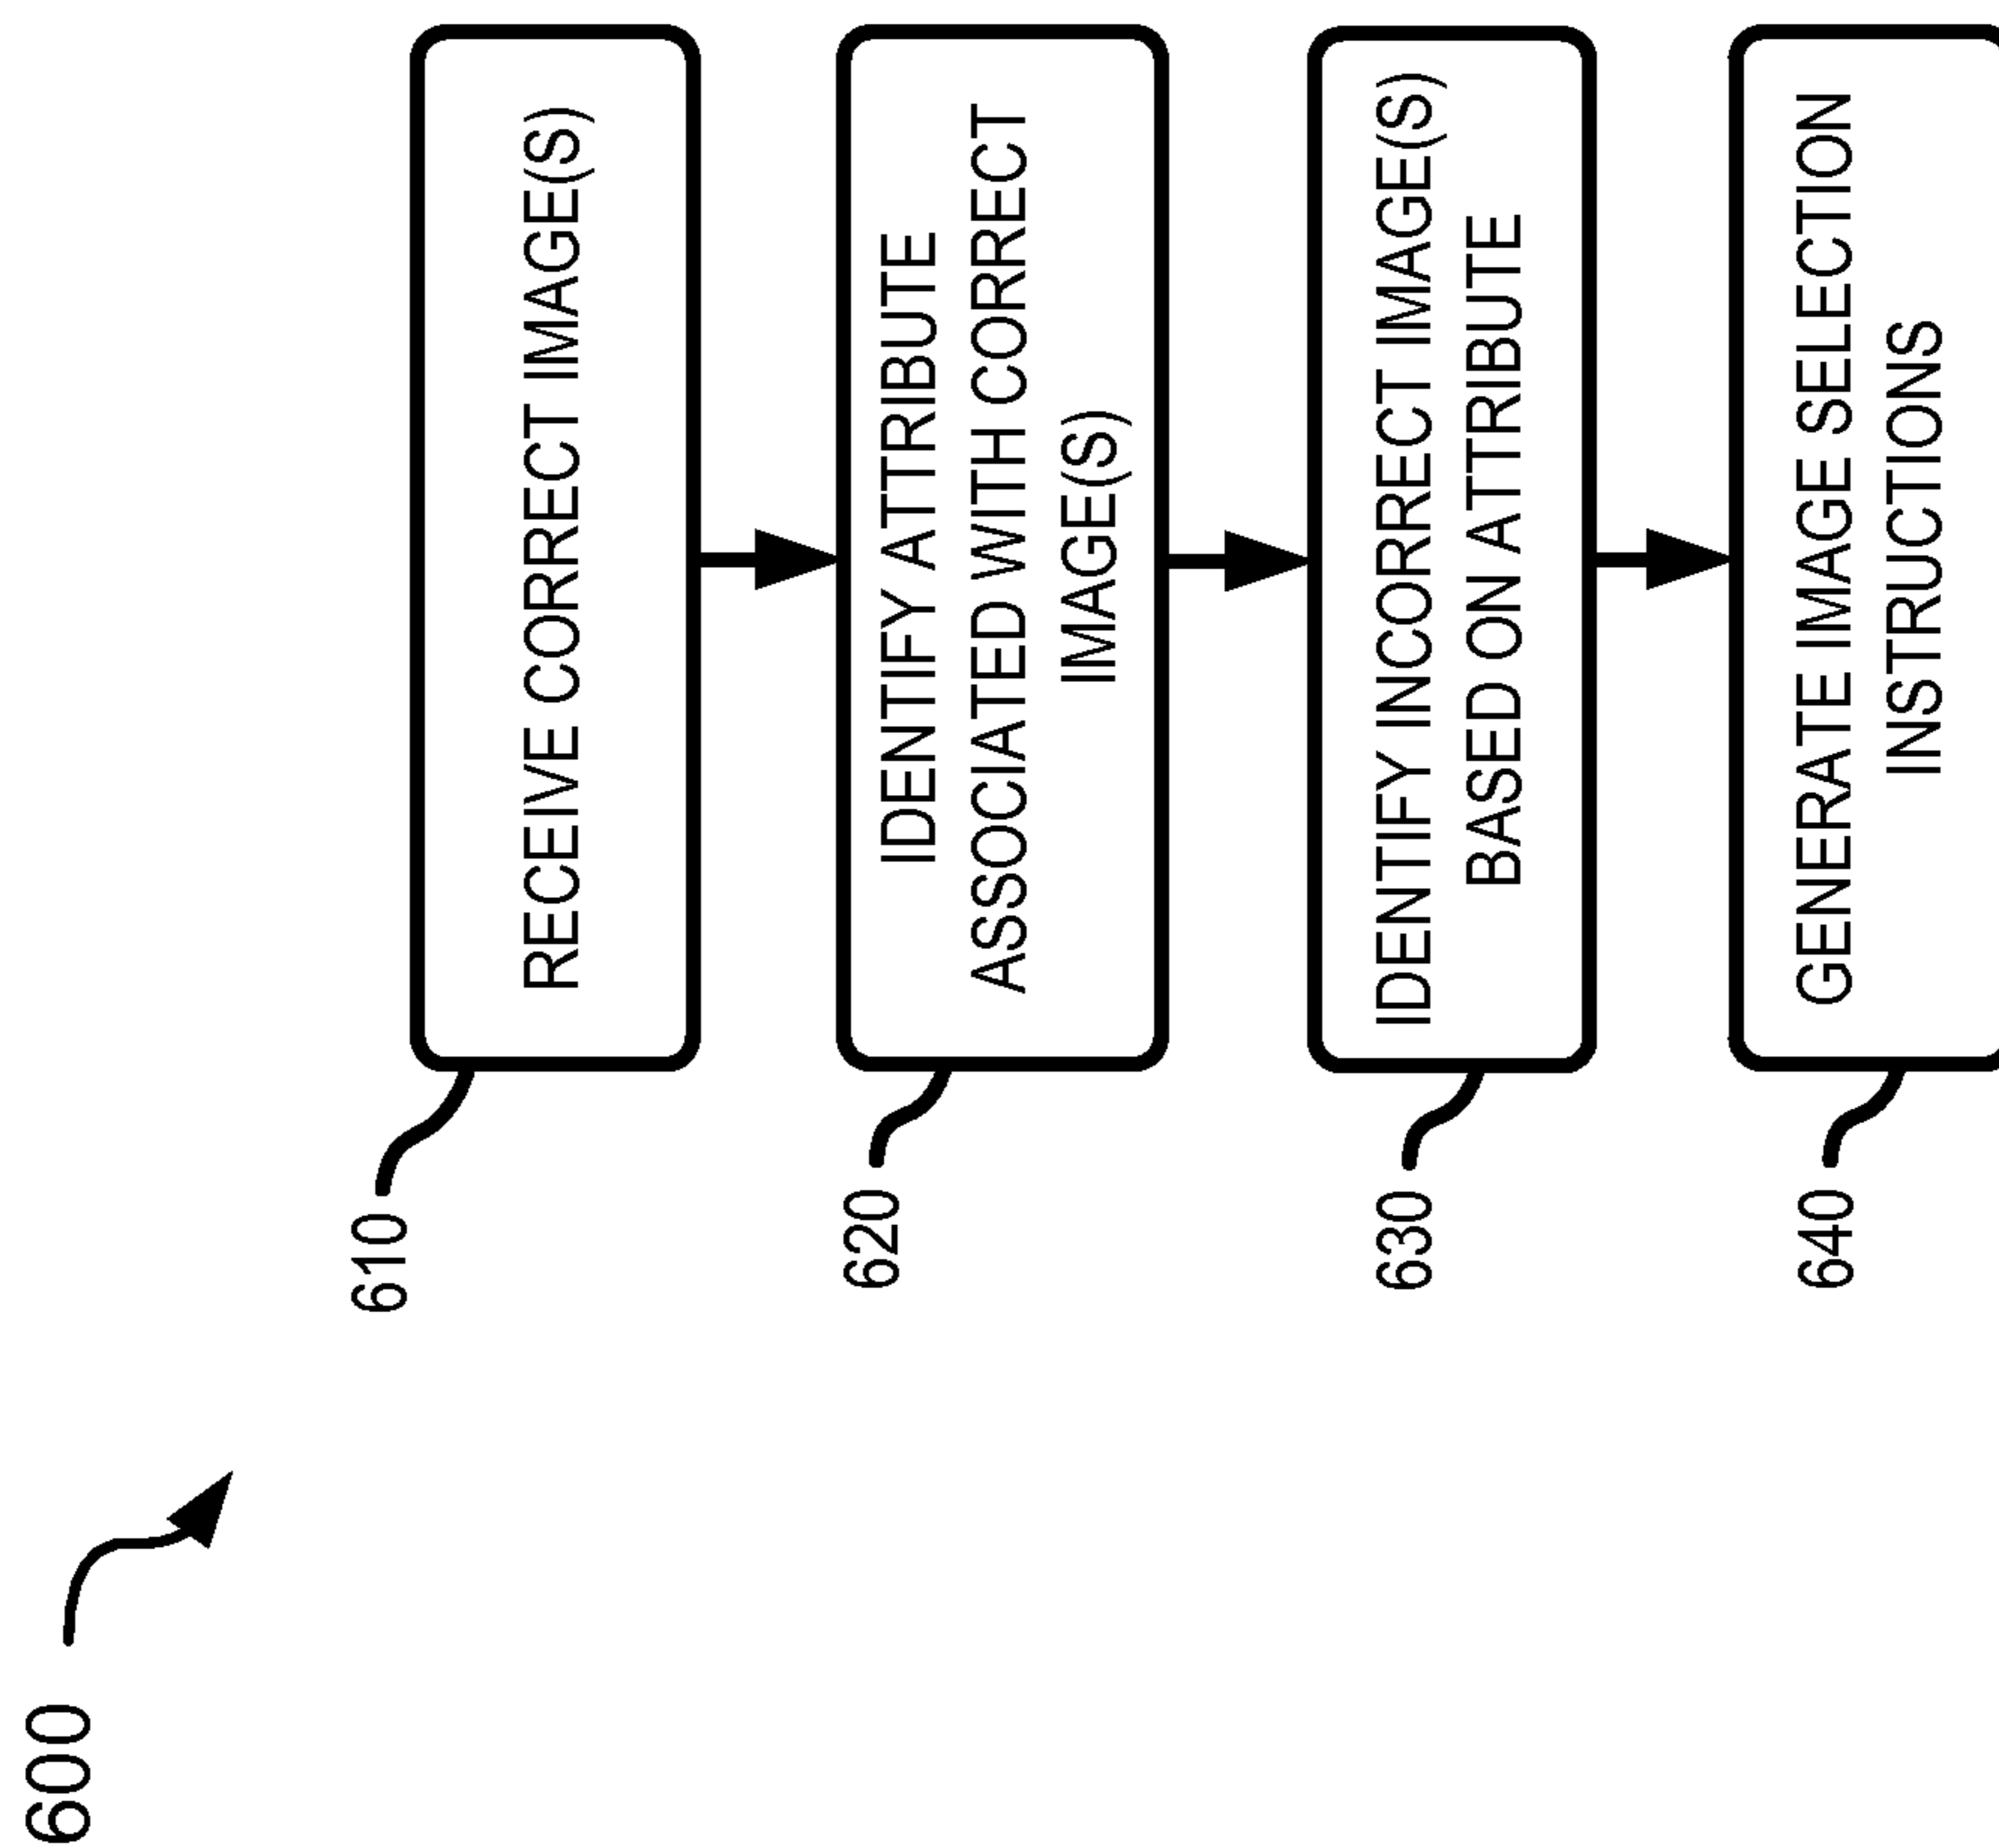 600
610
RECEIVE CORRECT IMAGE(S)
620
IDENTIFY ATTRIBUTE
ASSOCIATED WITH CORRECT
IMAGE(S)
630
IDENTIFY INCORRECT IMAGE(S)
BASED ON ATTRIBUTE
640
GENERATE IMAGE SELECTION
INSTRUCTIONS